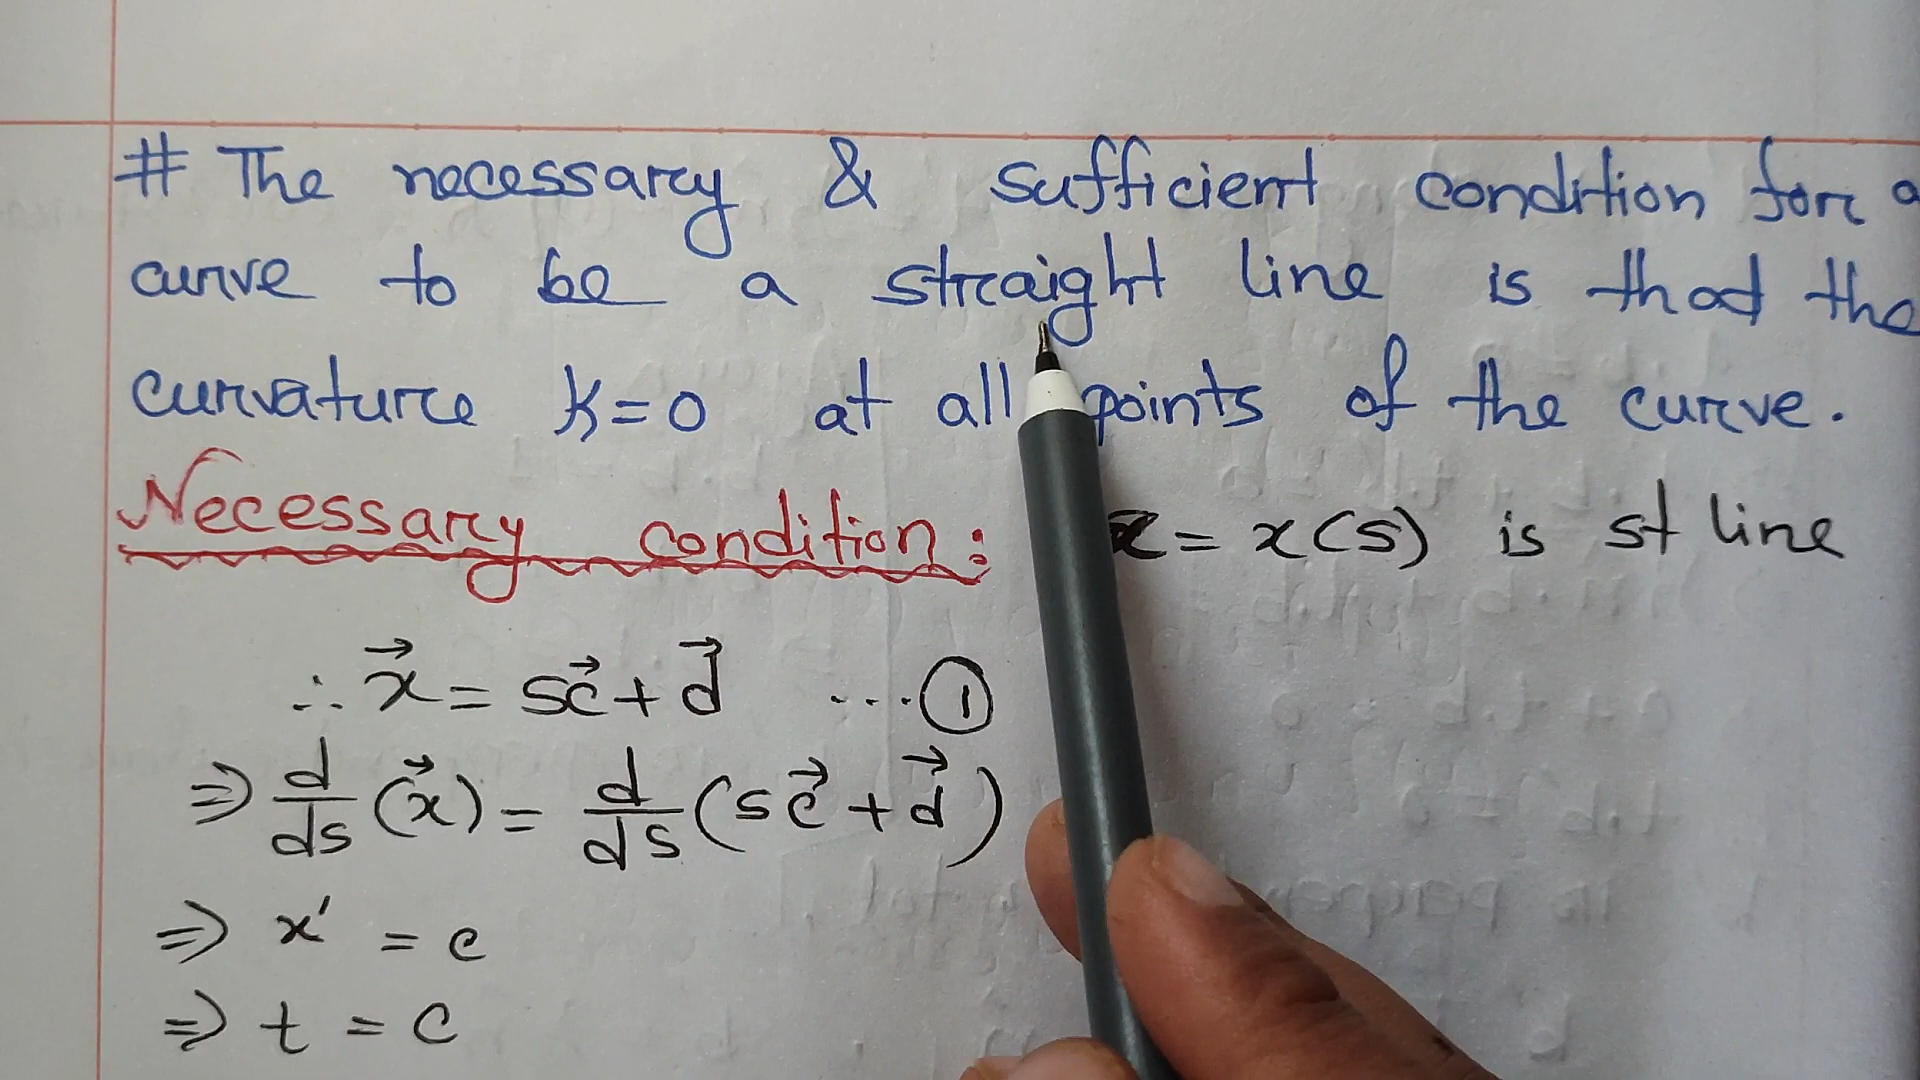 # The necessary & sufficient condition for a
curve to be a straight line is that the
curvature K=0 at all points of the curve.
Necessary condition: x = x(s) is st line
∴ x⃗ = sc⃗ + d⃗ ...①
⇒ d/ds (x⃗) = d/ds (sc⃗ + d⃗)
⇒ x' = c
⇒ t = c